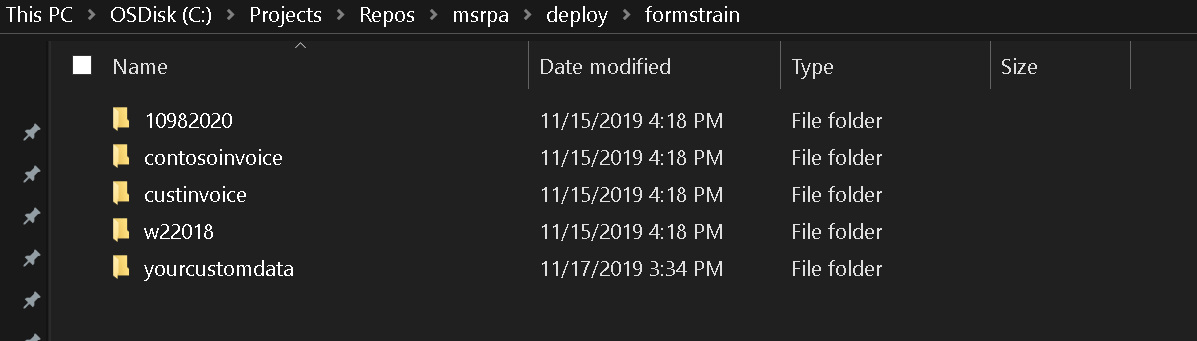 This PC > OSDisk (C:) > Projects > Repos > msrpa > deploy > formstrain
Name Date modified Type Size
10982020 11/15/2019 4:18 PM File folder
contosoinvoice 11/15/2019 4:18 PM File folder
custinvoice 11/15/2019 4:18 PM File folder
w22018 11/15/2019 4:18 PM File folder
yourcustomdata 11/17/2019 3:34 PM File folder